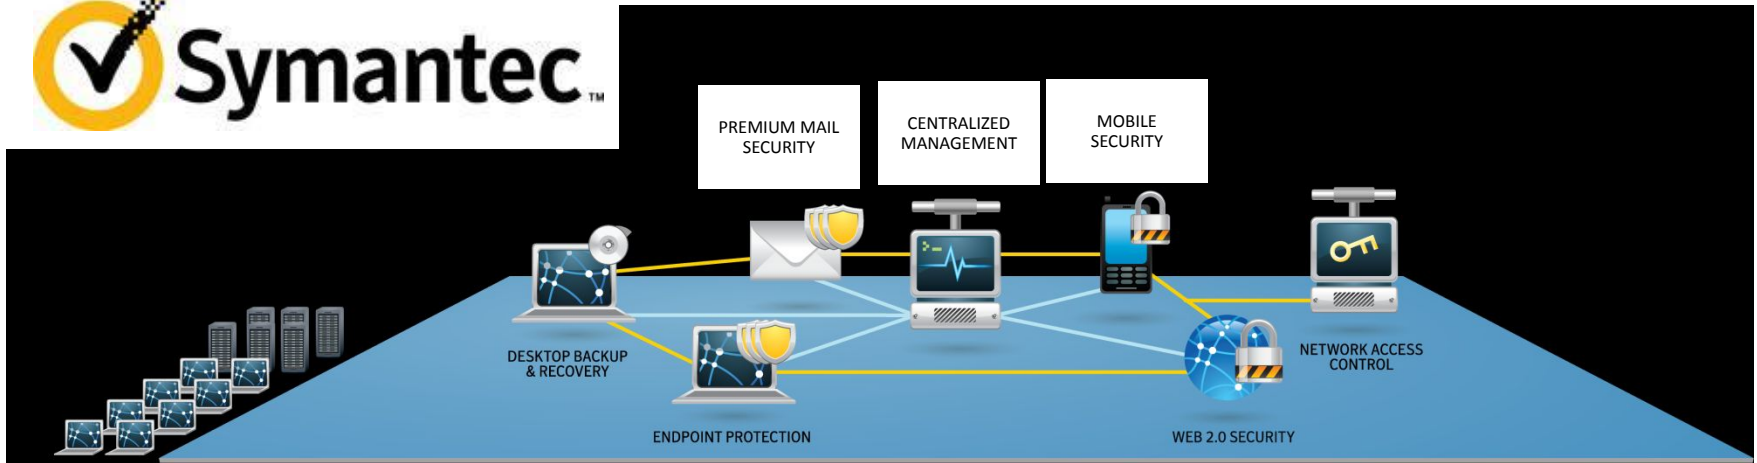 Symantec™
PREMIUM MAIL
SECURITY
CENTRALIZED
MANAGEMENT
MOBILE
SECURITY
DESKTOP BACKUP
& RECOVERY
NETWORK ACCESS
CONTROL
ENDPOINT PROTECTION
WEB 2.0 SECURITY